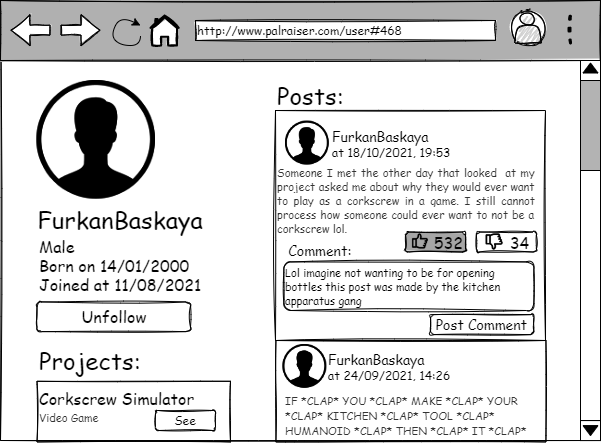 http://www.palraiser.com/user#468
FurkanBaskaya
Male
Born on 14/01/2000
Joined at 11/08/2021
Unfollow
Projects:
Corkscrew Simulator
Video Game
See
Posts:
FurkanBaskaya
at 18/10/2021, 19:53
Someone I met the other day that looked at my
project asked me about why they would ever want
to play as a corkscrew in a game. I still cannot
process how someone could ever want to not be a
corkscrew lol.
532
34
Comment:
Lol imagine not wanting to be for opening
bottles this post was made by the kitchen
apparatus gang
Post Comment
FurkanBaskaya
at 24/09/2021, 14:26
IF *CLAP* YOU *CLAP* MAKE *CLAP* YOUR
*CLAP* KITCHEN *CLAP* TOOL *CLAP*
HUMANOID *CLAP* THEN *CLAP* IT *CLAP*